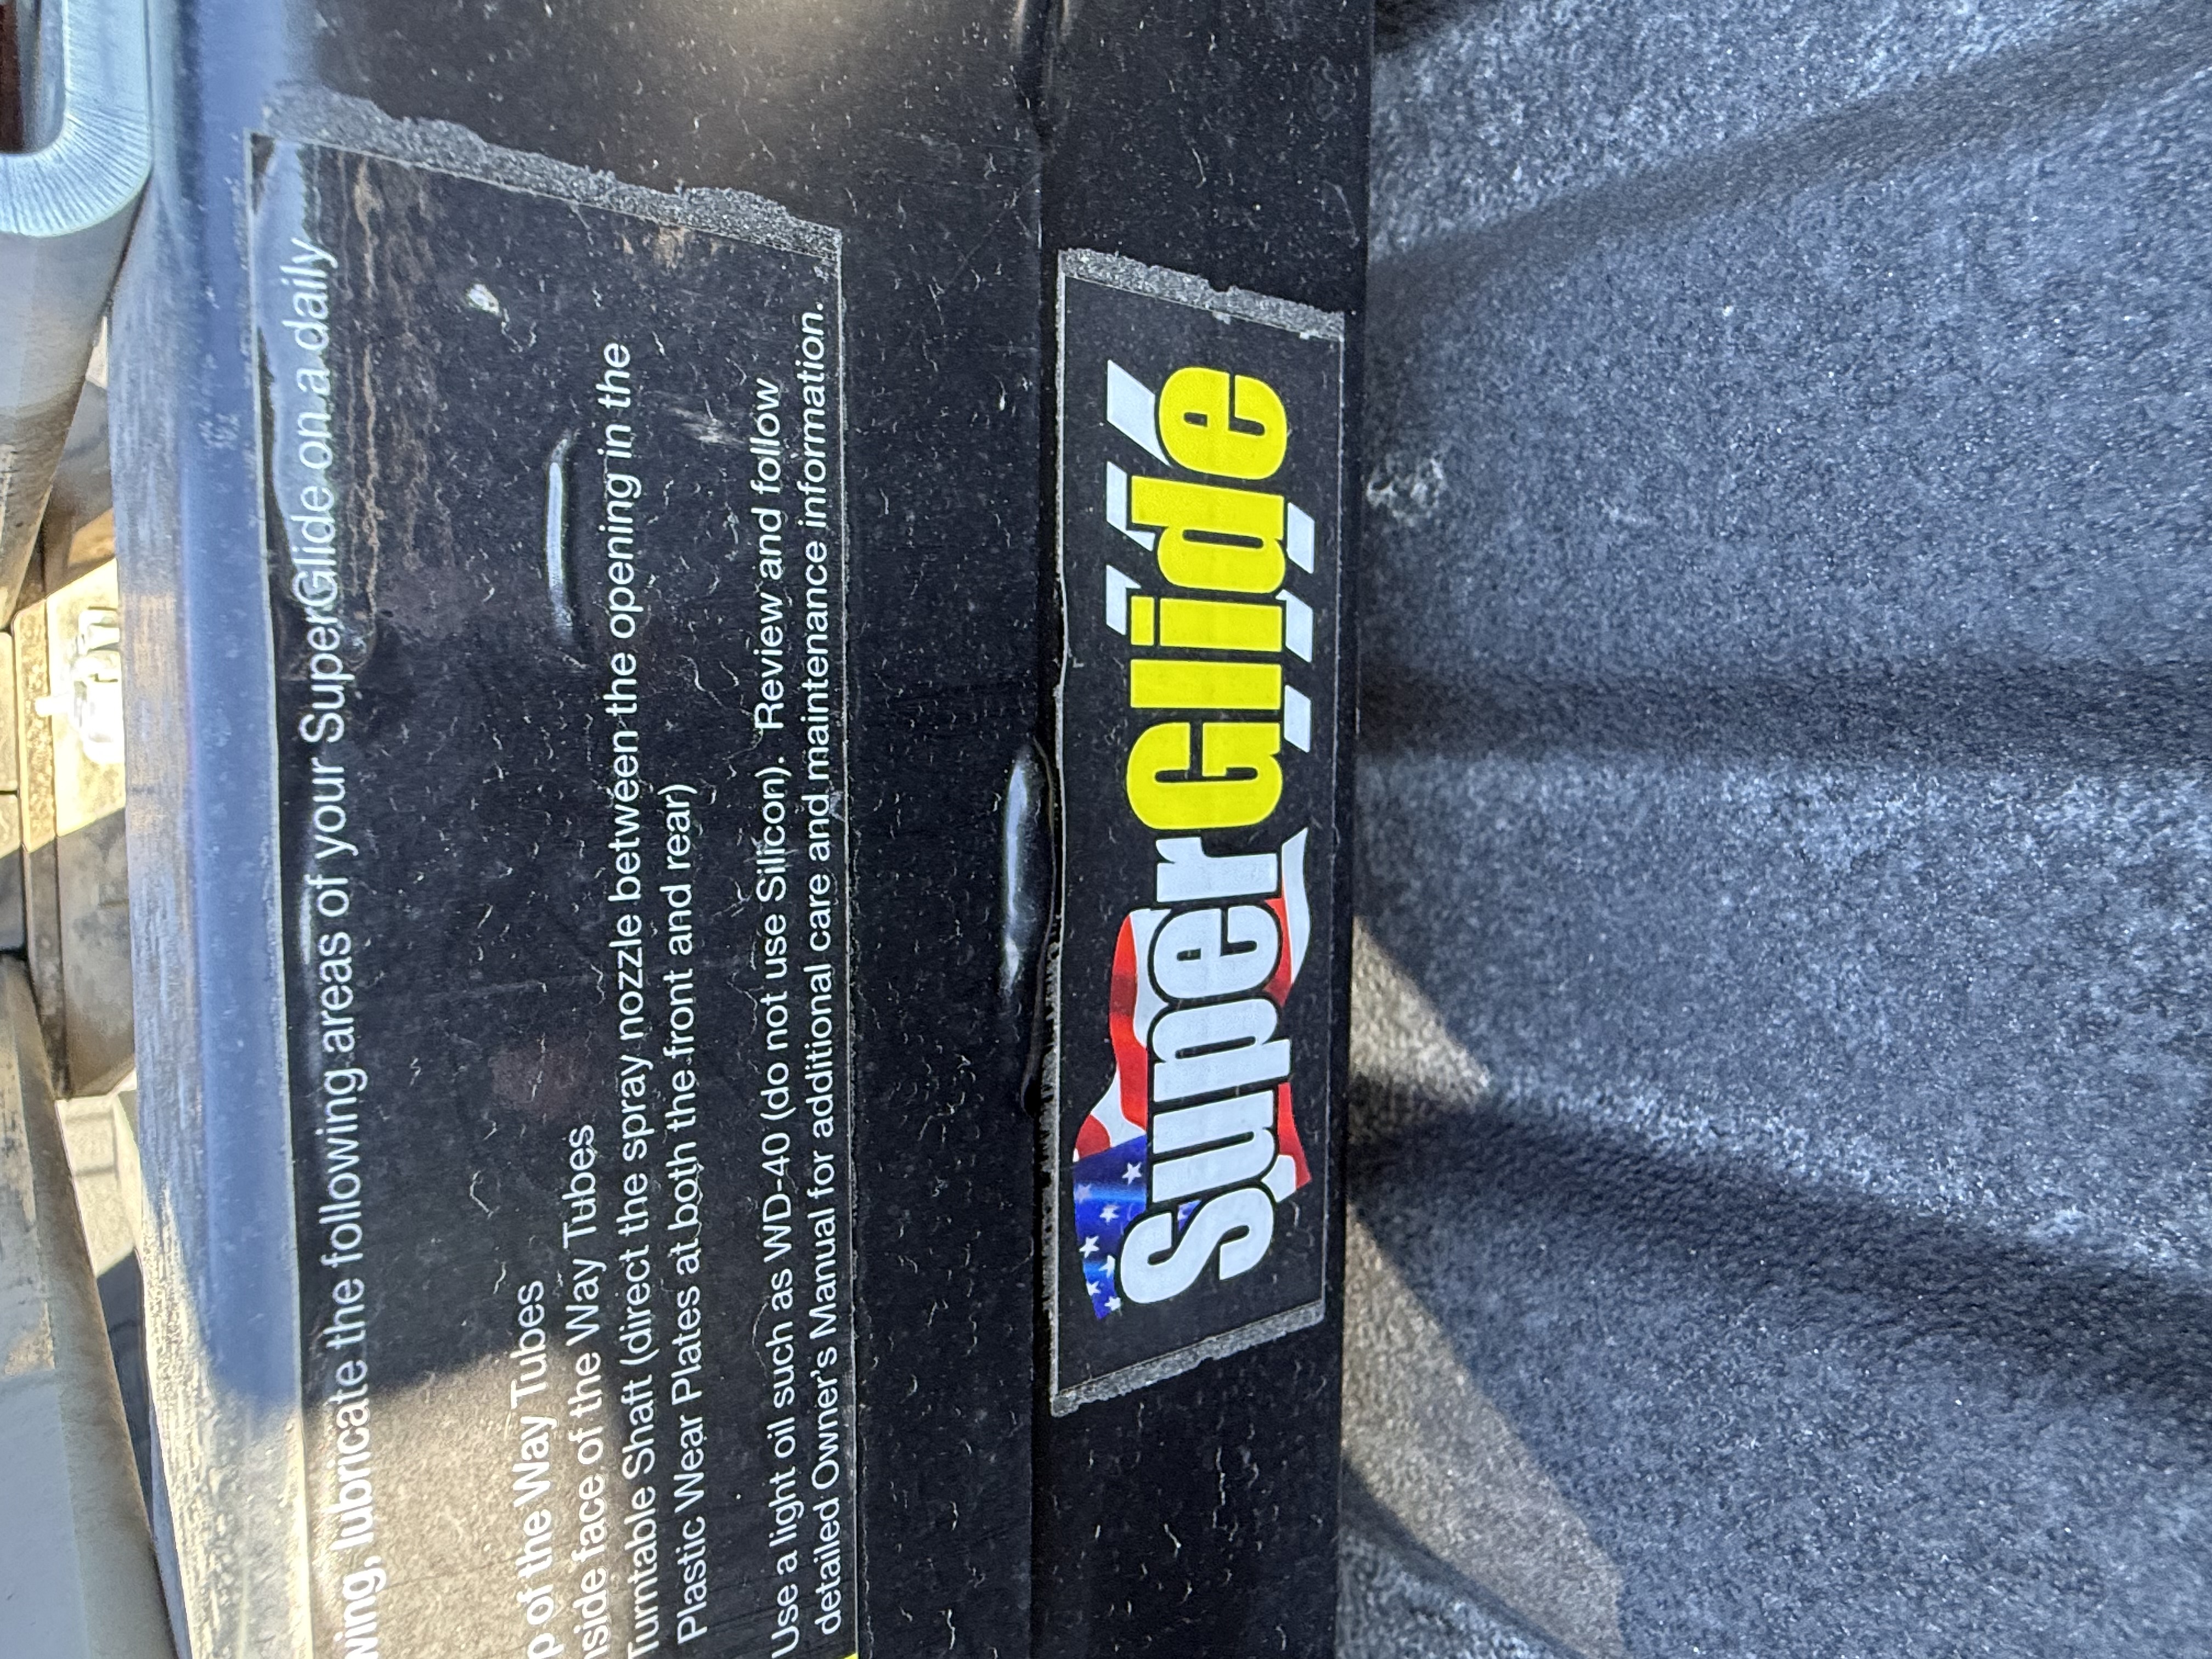 lubricate the following areas of your SuperGlide on a daily
of the Way Tubes
face of the Way Tubes
Turntable Shaft (direct the spray nozzle between the opening in the
Plastic Wear Plates at both the front and rear)
Use a light oil such as WD-40 (do not use Silicon). Review and follow
detailed Owner's Manual for additional care and maintenance information.
SuperGlide